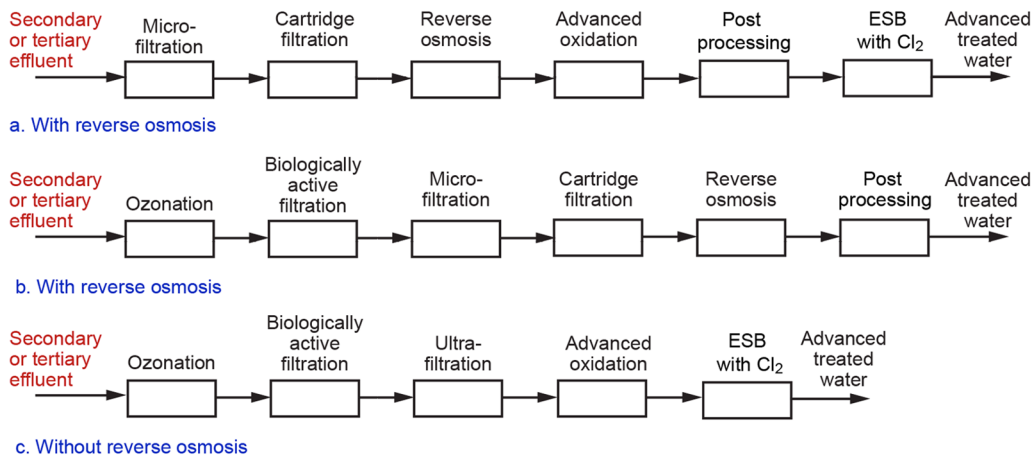 Secondary
or tertiary
effluent
Micro-
filtration
Cartridge
filtration
Reverse
osmosis
Advanced
oxidation
Post
processing
ESB
with Cl₂
Advanced
treated
water
a. With reverse osmosis
Secondary
or tertiary
effluent
Ozonation
Biologically
active
filtration
Micro-
filtration
Cartridge
filtration
Reverse
osmosis
Post
processing
Advanced
treated
water
b. With reverse osmosis
Secondary
or tertiary
effluent
Ozonation
Biologically
active
filtration
Ultra-
filtration
Advanced
oxidation
ESB
with Cl₂
Advanced
treated
water
c. Without reverse osmosis